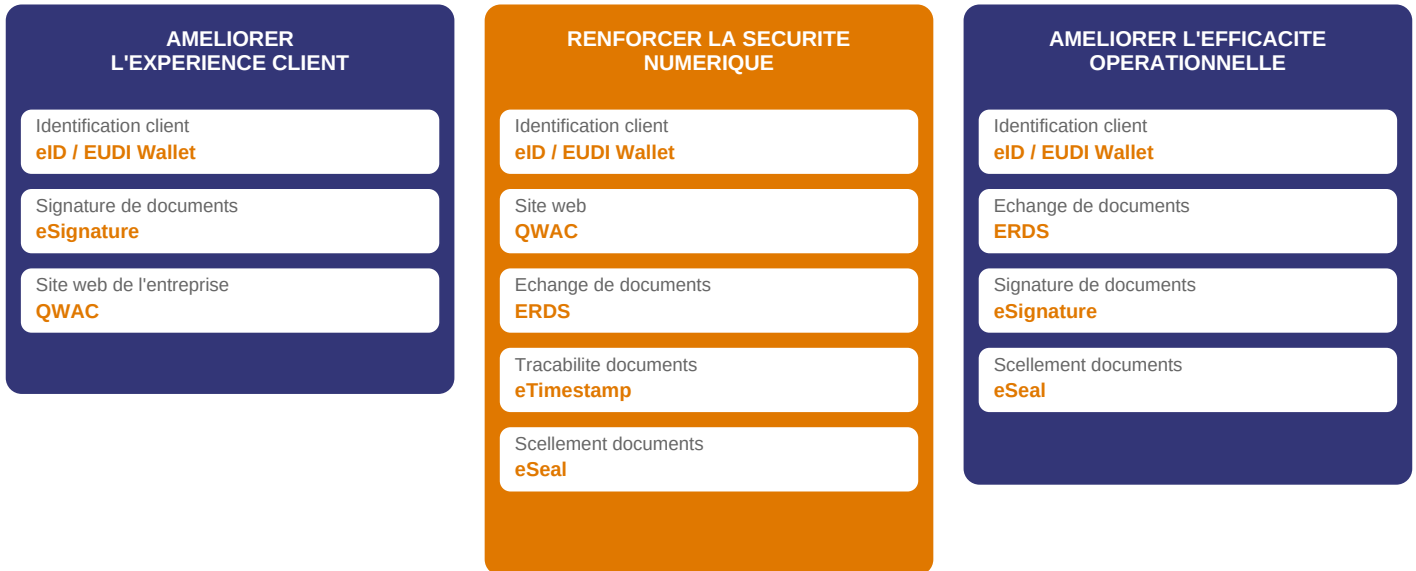 AMELIORER
L'EXPERIENCE CLIENT
Identification client
eID / EUDI Wallet
Signature de documents
eSignature
Site web de l'entreprise
QWAC
RENFORCER LA SECURITE
NUMERIQUE
Identification client
eID / EUDI Wallet
Site web
QWAC
Echange de documents
ERDS
Tracabilite documents
eTimestamp
Scellement documents
eSeal
AMELIORER L'EFFICACITE
OPERATIONNELLE
Identification client
eID / EUDI Wallet
Echange de documents
ERDS
Signature de documents
eSignature
Scellement documents
eSeal